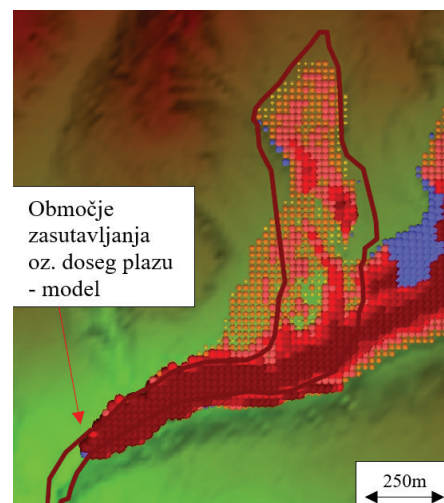 Območje
zasutavljanja
oz. doseg plazu
- model
250m